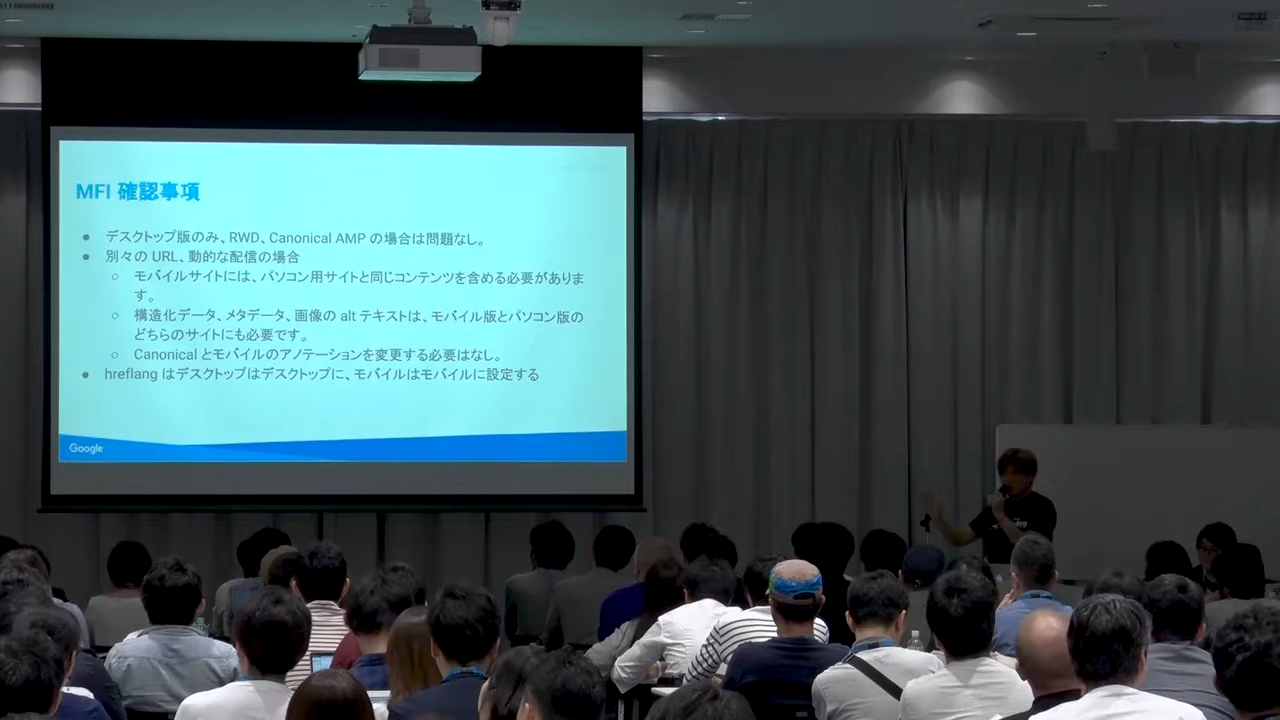 MFI 確認事項
● デスクトップ版のみ、RWD、Canonical AMP の場合は問題なし。
● 別々の URL、動的な配信の場合
○ モバイルサイトには、パソコン用サイトと同じコンテンツを含める必要がありま
す。
○ 構造化データ、メタデータ、画像の alt テキストは、モバイル版とパソコン版の
どちらのサイトにも必要です。
○ Canonical とモバイルのアノテーションを変更する必要はなし。
● hreflang はデスクトップはデスクトップに、モバイルはモバイルに設定する
Google